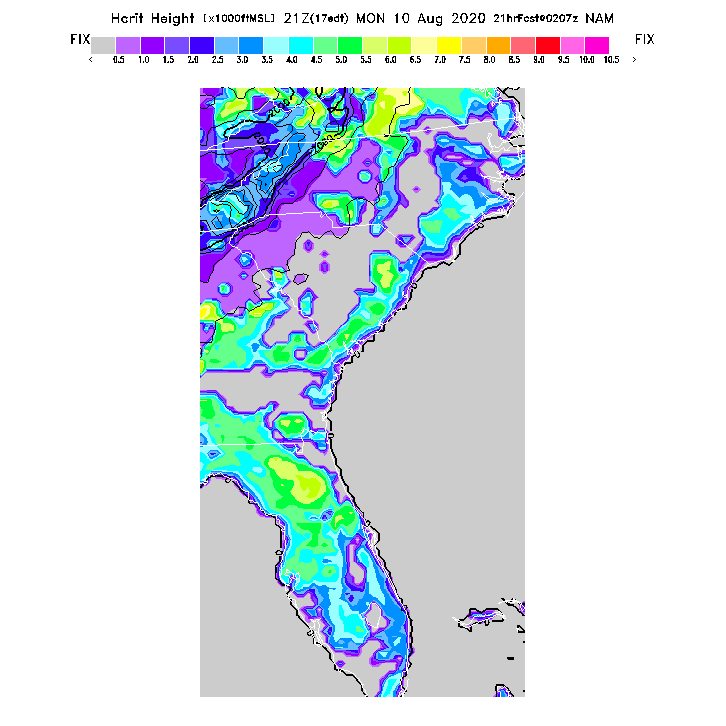 Hcrit Height [x1000ftMSL] 21Z(17edt) MON 10 Aug 2020 21hrFcst@0207z NAM
FIX FIX
< 0.5 1.0 1.5 2.0 2.5 3.0 3.5 4.0 4.5 5.0 5.5 6.0 6.5 7.0 7.5 8.0 8.5 9.0 9.5 10.0 10.5 >